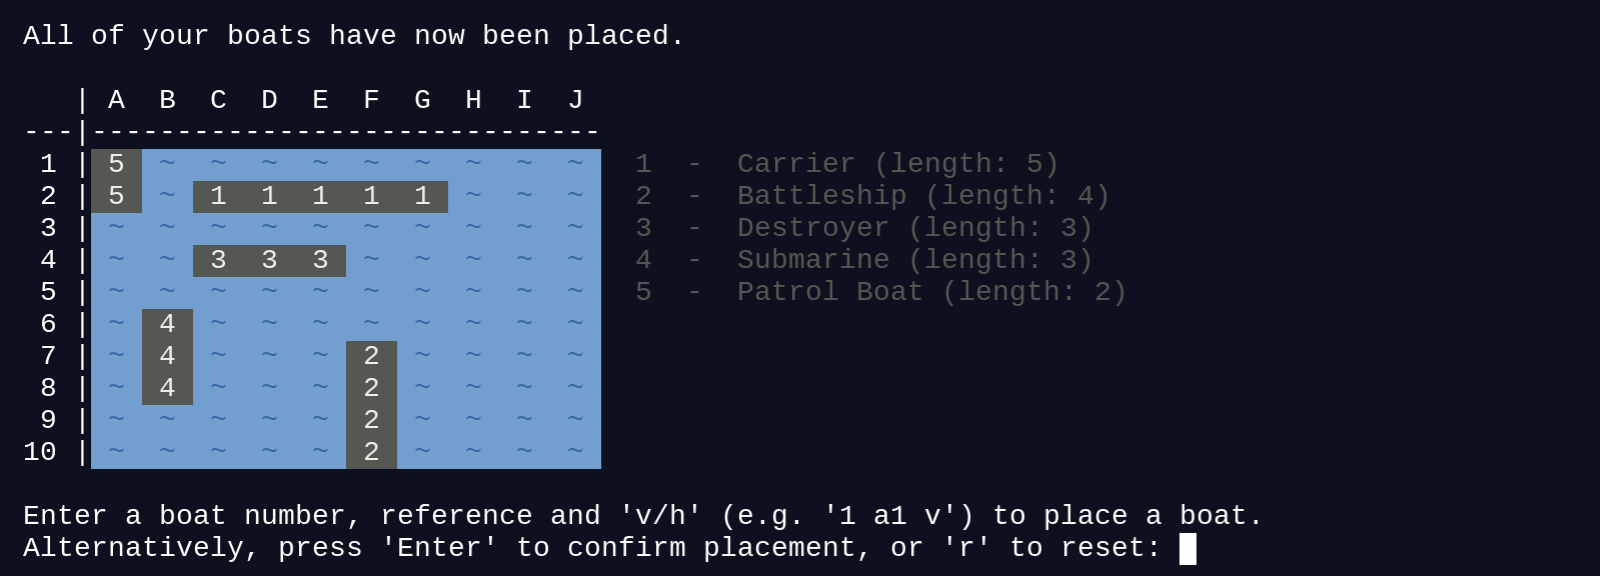 All of your boats have now been placed.
   | A  B  C  D  E  F  G  H  I  J
---|------------------------------
 1 | 5  ~  ~  ~  ~  ~  ~  ~  ~  ~   1  -  Carrier (length: 5)
 2 | 5  ~  1  1  1  1  1  ~  ~  ~   2  -  Battleship (length: 4)
 3 | ~  ~  ~  ~  ~  ~  ~  ~  ~  ~   3  -  Destroyer (length: 3)
 4 | ~  ~  3  3  3  ~  ~  ~  ~  ~   4  -  Submarine (length: 3)
 5 | ~  ~  ~  ~  ~  ~  ~  ~  ~  ~   5  -  Patrol Boat (length: 2)
 6 | ~  4  ~  ~  ~  ~  ~  ~  ~  ~
 7 | ~  4  ~  ~  ~  2  ~  ~  ~  ~
 8 | ~  4  ~  ~  ~  2  ~  ~  ~  ~
 9 | ~  ~  ~  ~  ~  2  ~  ~  ~  ~
10 | ~  ~  ~  ~  ~  2  ~  ~  ~  ~
Enter a boat number, reference and 'v/h' (e.g. '1 a1 v') to place a boat.
Alternatively, press 'Enter' to confirm placement, or 'r' to reset: